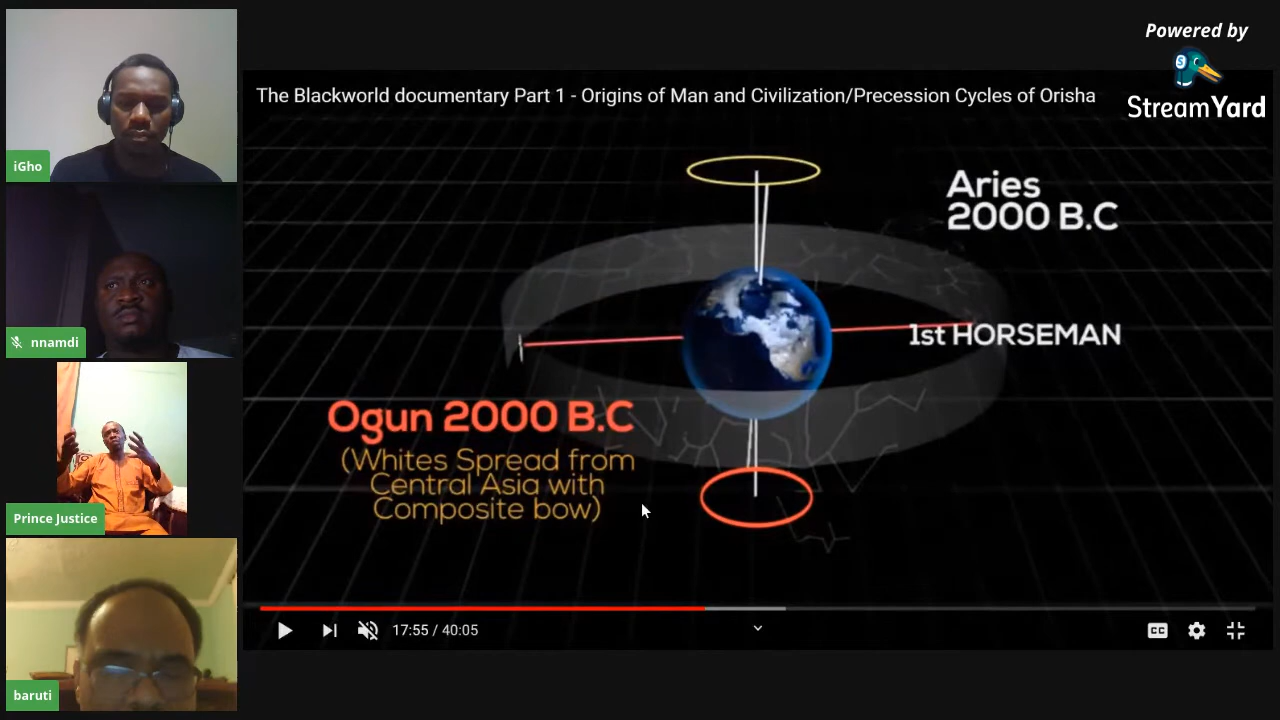 Powered by
StreamYard
The Blackworld documentary Part 1 - Origins of Man and Civilization/Precession Cycles of Orisha
iGho
nnamdi
Prince Justice
baruti
Aries
2000 B.C
1st HORSEMAN
Ogun 2000 B.C
(Whites Spread from
Central Asia with
Composite bow)
17:55 / 40:05
CC